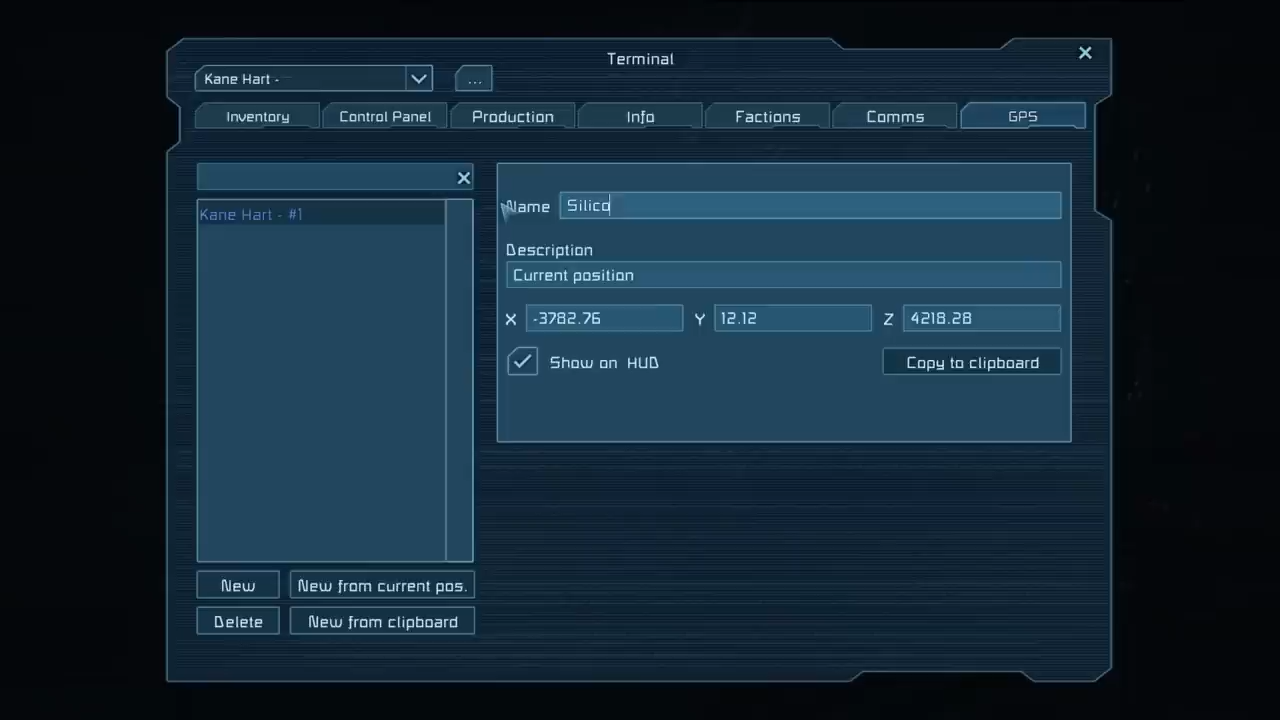 Terminal
Kane Hart -
...
Inventory Control Panel Production Info Factions Comms GPS
Kane Hart - #1
Name Silico
Description
Current position
X -3782.76 Y 12.12 Z 4218.28
Show on HUD Copy to clipboard
New New from current pos.
Delete New from clipboard